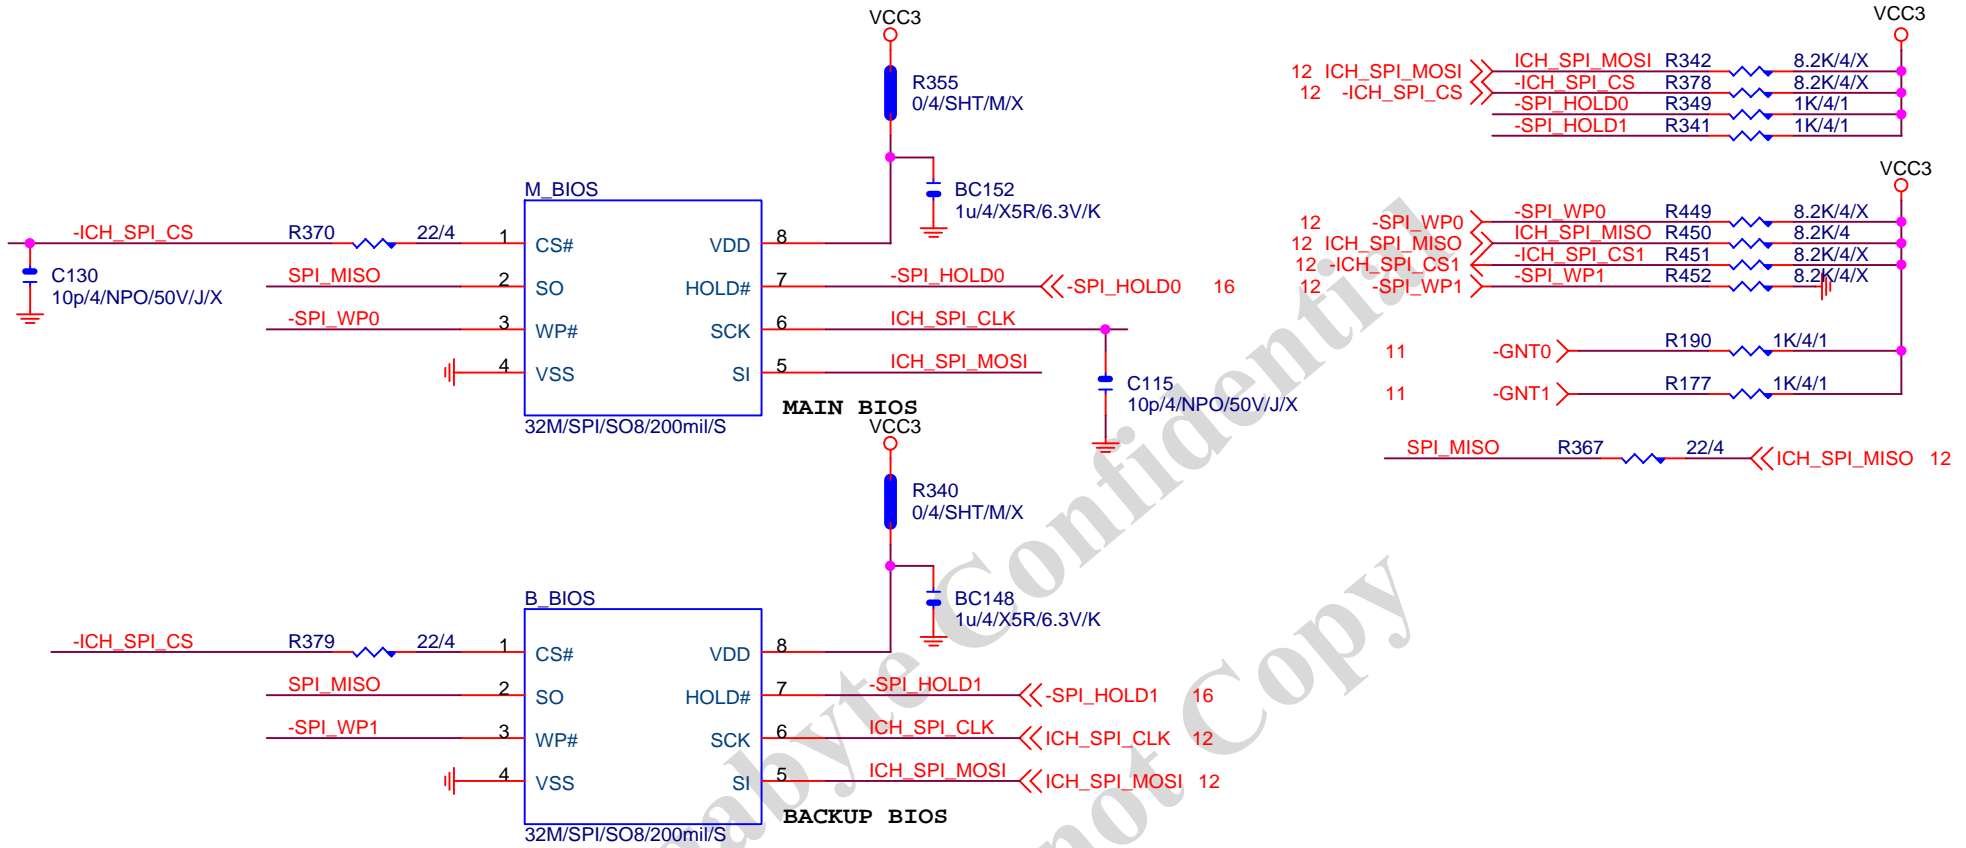 VCC3
R355
0/4/SHT/M/X
BC152
1u/4/X5R/6.3V/K
M_BIOS
-ICH_SPI_CS R370 22/4 1 CS# VDD 8
C130
10p/4/NPO/50V/J/X
SPI_MISO 2 SO HOLD# 7 -SPI_HOLD0 -SPI_HOLD0 16
-SPI_WP0 3 WP# SCK 6 ICH_SPI_CLK
4 VSS SI 5 ICH_SPI_MOSI
C115
10p/4/NPO/50V/J/X
MAIN BIOS
32M/SPI/SO8/200mil/S
VCC3
R340
0/4/SHT/M/X
BC148
1u/4/X5R/6.3V/K
B_BIOS
-ICH_SPI_CS R379 22/4 1 CS# VDD 8
SPI_MISO 2 SO HOLD# 7 -SPI_HOLD1 -SPI_HOLD1 16
-SPI_WP1 3 WP# SCK 6 ICH_SPI_CLK ICH_SPI_CLK 12
4 VSS SI 5 ICH_SPI_MOSI ICH_SPI_MOSI 12
BACKUP BIOS
32M/SPI/SO8/200mil/S
VCC3
12 ICH_SPI_MOSI ICH_SPI_MOSI R342 8.2K/4/X
12 -ICH_SPI_CS -ICH_SPI_CS R378 8.2K/4/X
-SPI_HOLD0 R349 1K/4/1
-SPI_HOLD1 R341 1K/4/1
VCC3
12 -SPI_WP0 -SPI_WP0 R449 8.2K/4/X
12 ICH_SPI_MISO ICH_SPI_MISO R450 8.2K/4
12 -ICH_SPI_CS1 -ICH_SPI_CS1 R451 8.2K/4/X
12 -SPI_WP1 -SPI_WP1 R452 8.2K/4/X
11 -GNT0 R190 1K/4/1
11 -GNT1 R177 1K/4/1
SPI_MISO R367 22/4 ICH_SPI_MISO 12
Confidential
not Copy